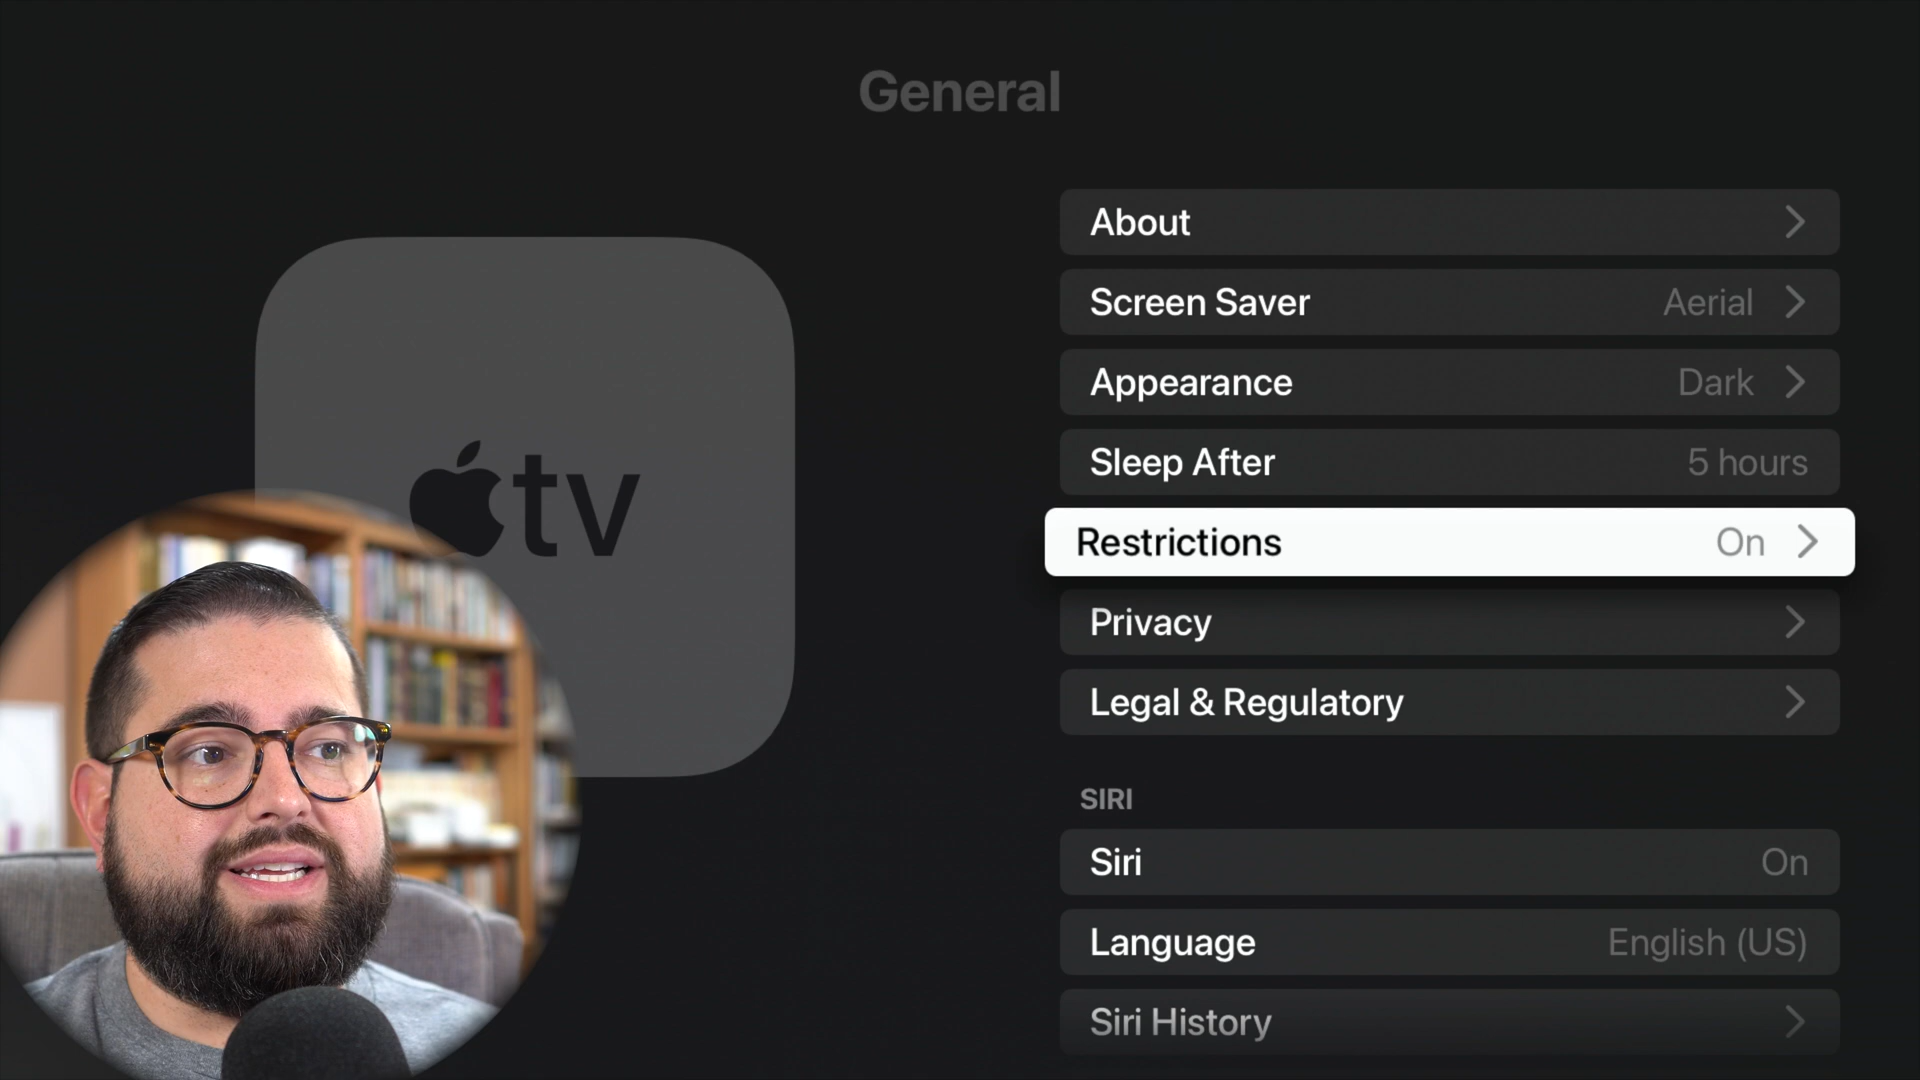 General
tv
About
Screen Saver Aerial
Appearance Dark
Sleep After 5 hours
Restrictions On
Privacy
Legal & Regulatory
SIRI
Siri On
Language English (US)
Siri History